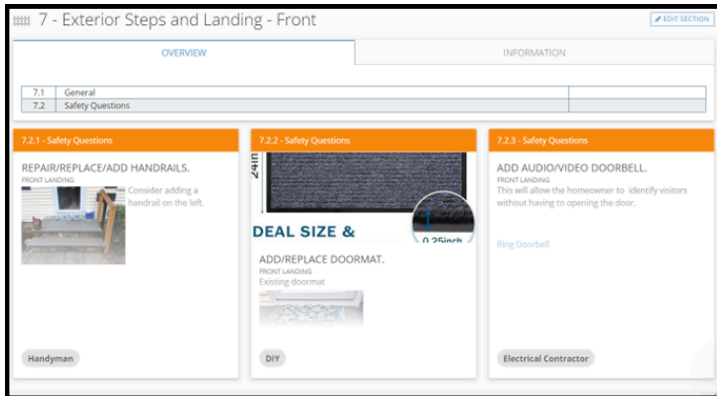 7 - Exterior Steps and Landing - Front
EDIT SECTION
OVERVIEW
INFORMATION
7.1 General
7.2 Safety Questions
7.2.1 - Safety Questions
REPAIR/REPLACE/ADD HANDRAILS.
FRONT LANDING
Consider adding a
handrail on the left.
Handyman
7.2.2 - Safety Questions
24in
DEAL SIZE &
0.25inch
ADD/REPLACE DOORMAT.
FRONT LANDING
Existing doormat
DIY
7.2.3 - Safety Questions
ADD AUDIO/VIDEO DOORBELL.
FRONT LANDING
This will allow the homeowner to identify visitors
without having to opening the door.
Ring Doorbell
Electrical Contractor